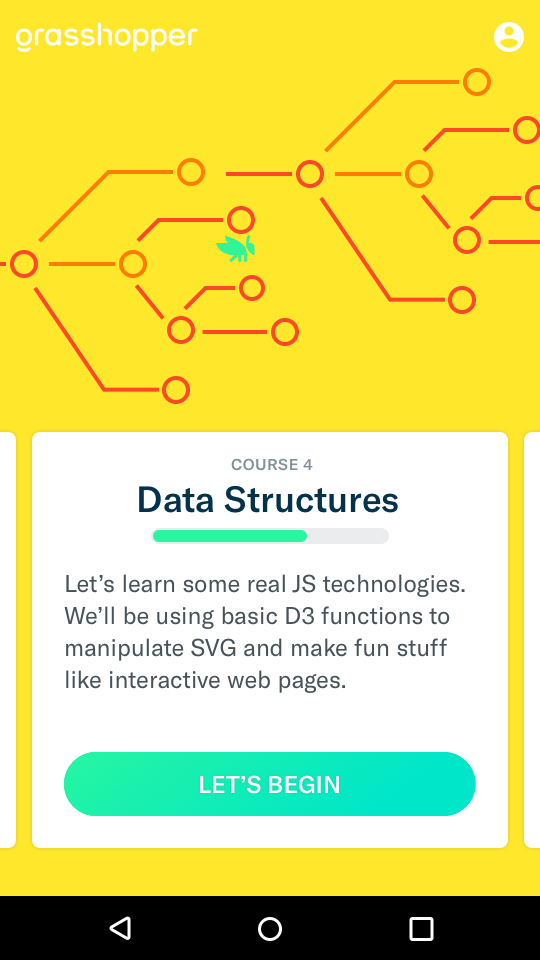 grasshopper
COURSE 4
Data Structures
Let’s learn some real JS technologies.
We’ll be using basic D3 functions to
manipulate SVG and make fun stuff
like interactive web pages.
LET’S BEGIN